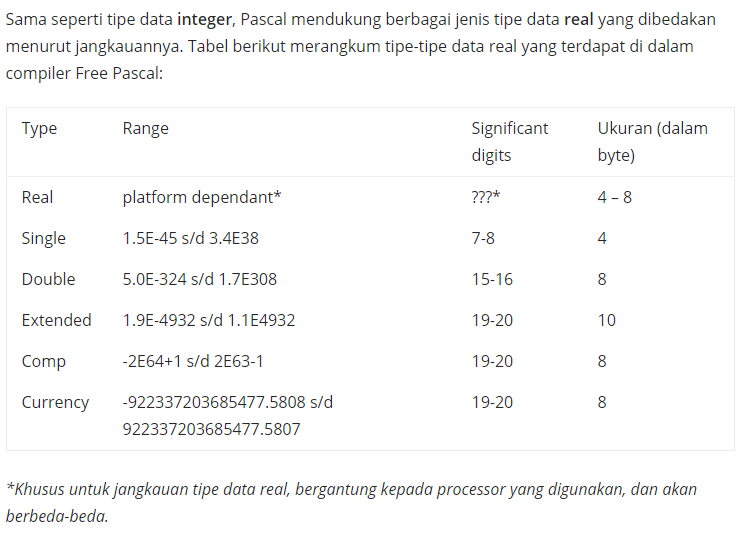 Sama seperti tipe data integer, Pascal mendukung berbagai jenis tipe data real yang dibedakan
menurut jangkauannya. Tabel berikut merangkum tipe-tipe data real yang terdapat di dalam
compiler Free Pascal:
Type Range Significant digits Ukuran (dalam byte)
Real platform dependant* ???* 4 – 8
Single 1.5E-45 s/d 3.4E38 7-8 4
Double 5.0E-324 s/d 1.7E308 15-16 8
Extended 1.9E-4932 s/d 1.1E4932 19-20 10
Comp -2E64+1 s/d 2E63-1 19-20 8
Currency -922337203685477.5808 s/d 922337203685477.5807 19-20 8
*Khusus untuk jangkauan tipe data real, bergantung kepada processor yang digunakan, dan akan
berbeda-beda.